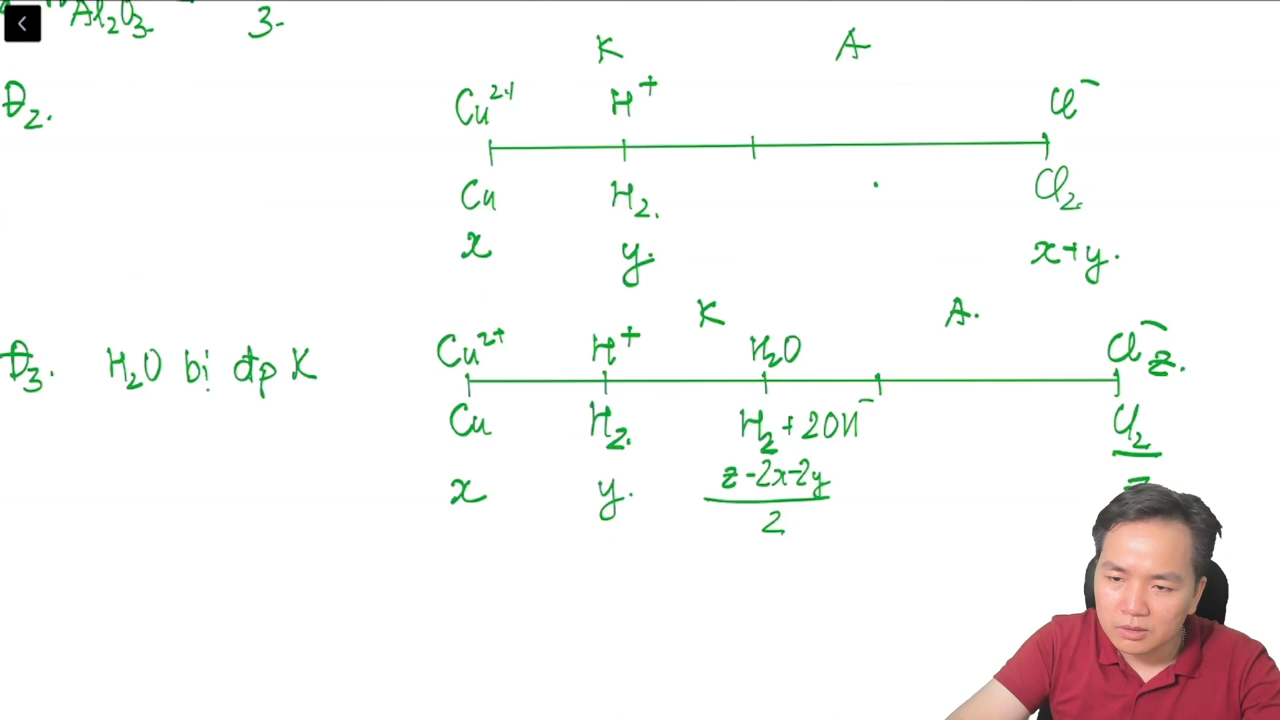 Al₂O₃ 3
K A
Đ₂. Cu²⁺ H⁺ Cl⁻
Cu H₂. Cl₂.
x y. x+y.
K A.
Đ₃. H₂O bị đp K Cu²⁺ H⁺ H₂O Cl⁻ z.
Cu H₂. H₂ + 2OH⁻ Cl₂
x y. z-2x-2y
2